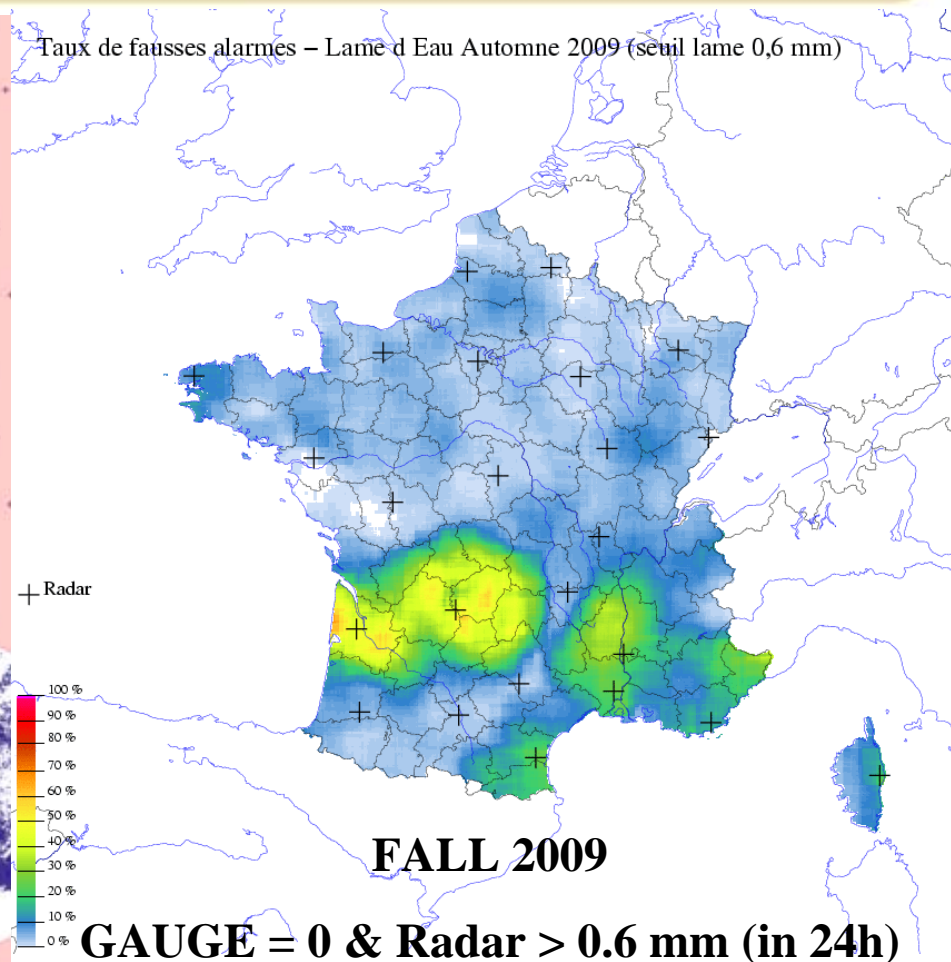 Taux de fausses alarmes – Lame d Eau Automne 2009 (seuil lame 0,6 mm)
Radar
100 %
90 %
80 %
70 %
60 %
50 %
40 %
30 %
20 %
10 %
0 %
FALL 2009
GAUGE = 0 & Radar > 0.6 mm (in 24h)